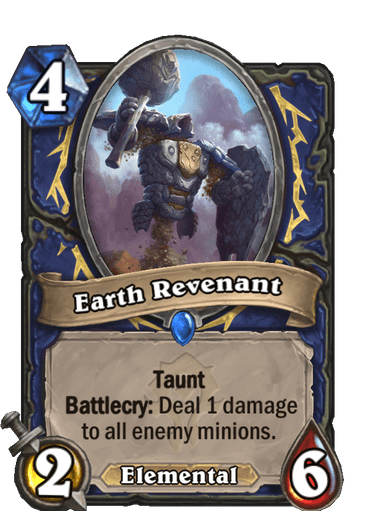 4
Earth Revenant
Taunt
Battlecry: Deal 1 damage
to all enemy minions.
2
Elemental
6